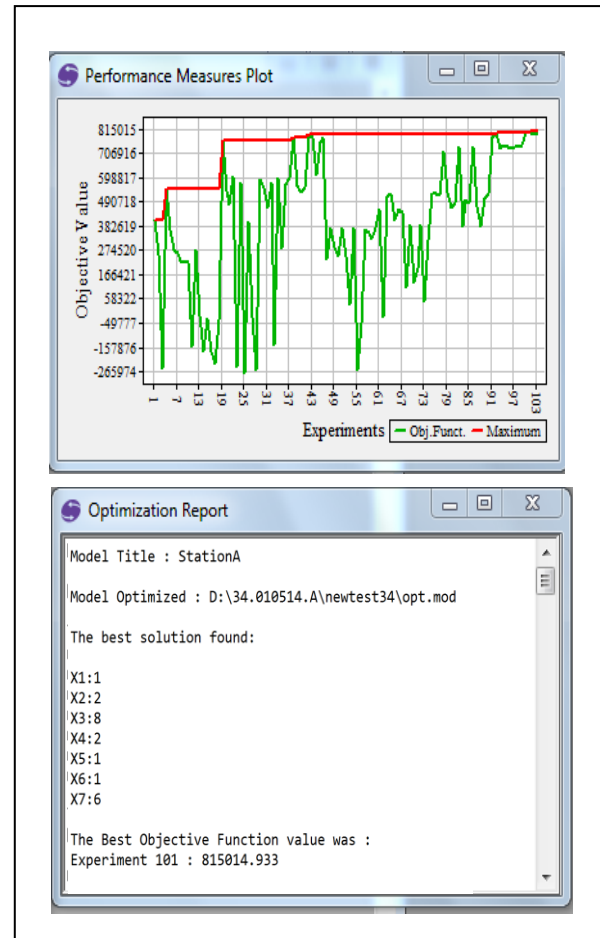 Performance Measures Plot
815015
706916
598817
490718
382619
274520
166421
58322
-49777
-157876
-265974
Objective Value
1 7 13 19 25 31 37 43 49 55 61 67 73 79 85 91 97 103
Experiments
Obj.Funct. Maximum
Optimization Report
Model Title : StationA
Model Optimized : D:\34.010514.A\newtest34\opt.mod
The best solution found:
X1:1
X2:2
X3:8
X4:2
X5:1
X6:1
X7:6
The Best Objective Function value was :
Experiment 101 : 815014.933